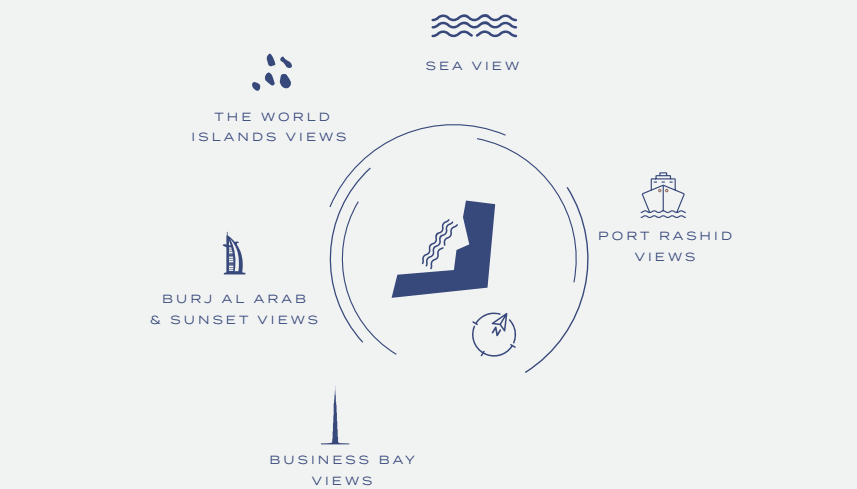 SEA VIEW
THE WORLD
ISLANDS VIEWS
PORT RASHID
VIEWS
BURJ AL ARAB
& SUNSET VIEWS
BUSINESS BAY
VIEWS